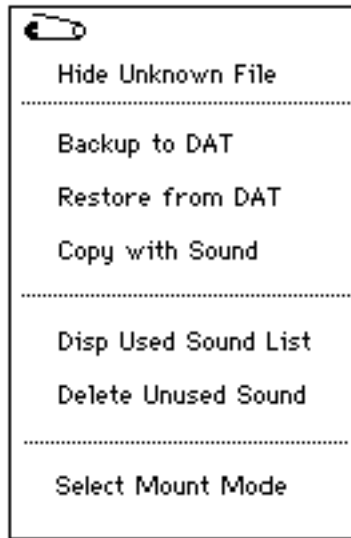 Hide Unknown File
Backup to DAT
Restore from DAT
Copy with Sound
Disp Used Sound List
Delete Unused Sound
Select Mount Mode